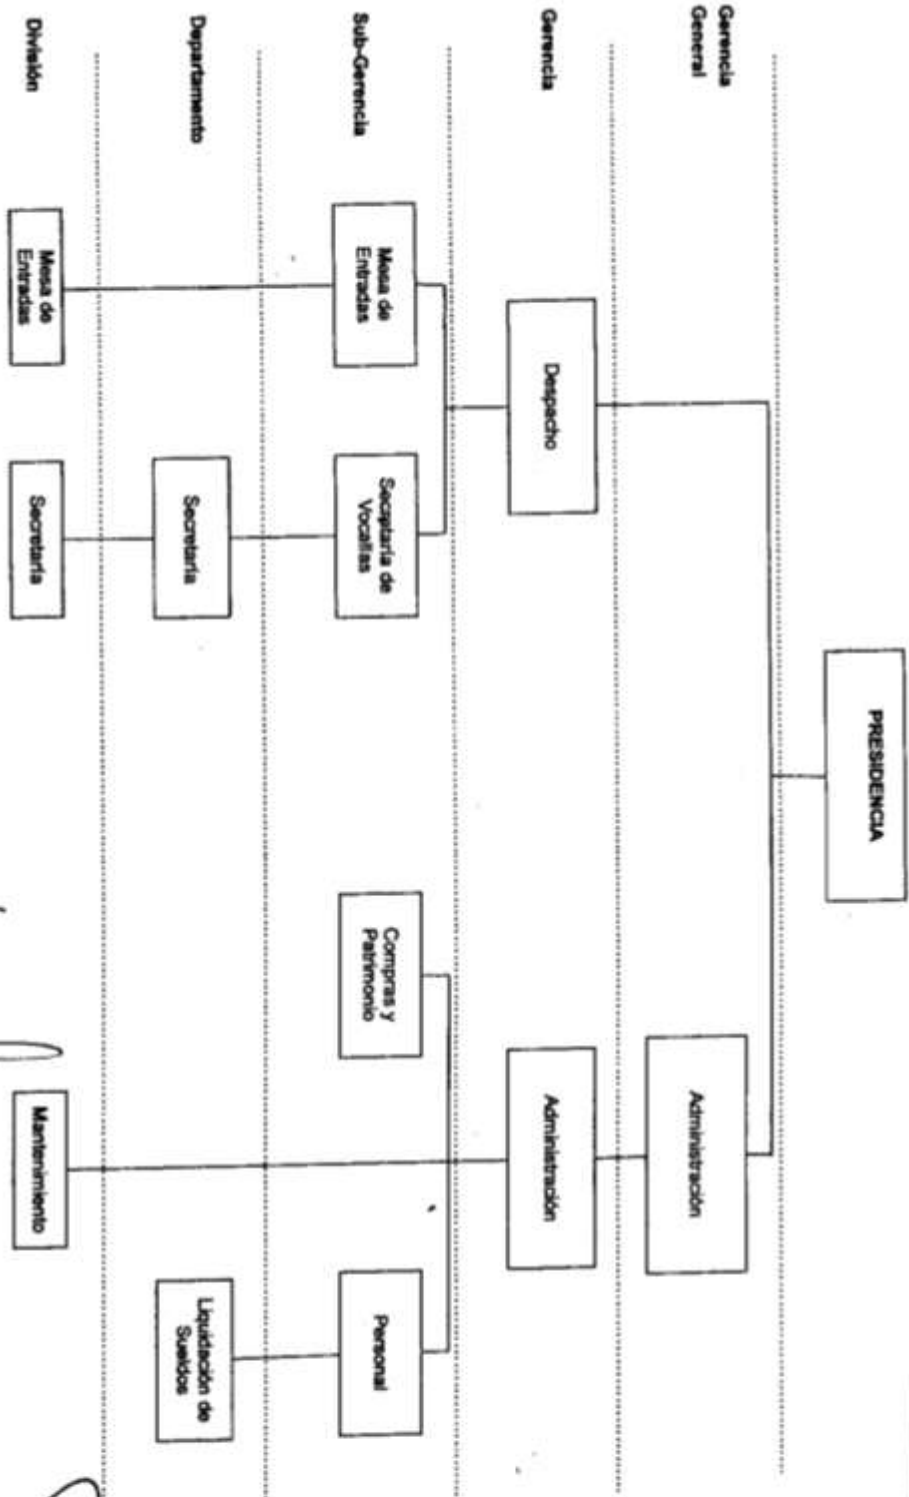 PRESIDENCIA
Gerencia
General
Administración
Gerencia
Despacho
Administración
Sub-Gerencia
Mesa de
Entradas
Secretaría de
Vocalías
Compras y
Patrimonio
Personal
Departamento
Secretaría
Liquidación de
Sueldos
División
Mesa de
Entradas
Secretaría
Mantenimiento